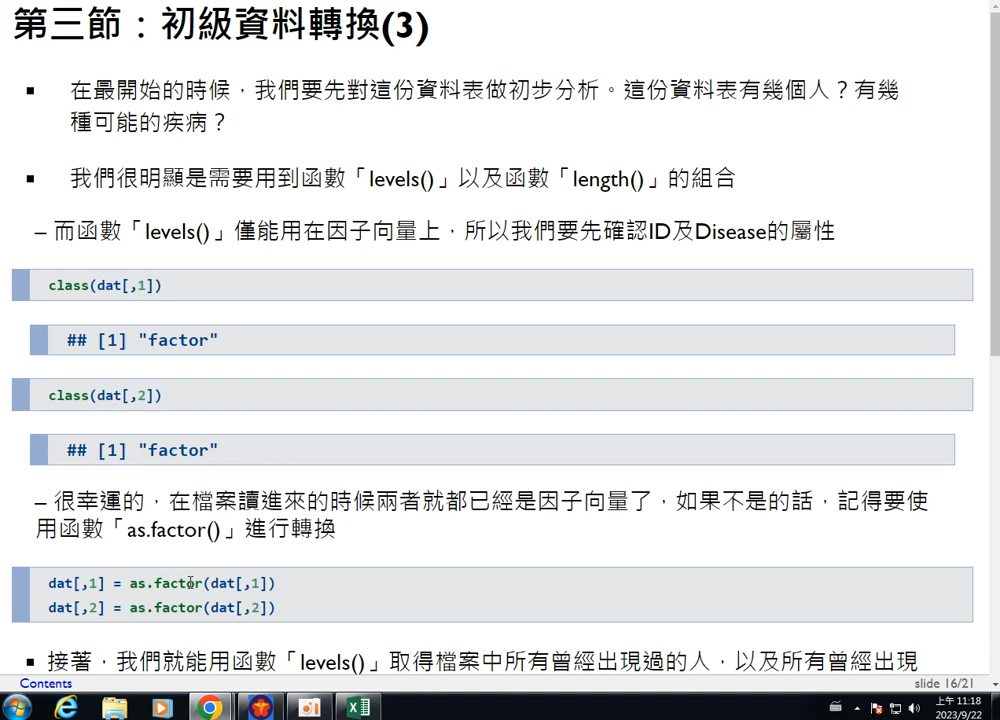 第三節：初級資料轉換(3)
▪ 在最開始的時候，我們要先對這份資料表做初步分析。這份資料表有幾個人？有幾
種可能的疾病？
▪ 我們很明顯是需要用到函數「levels()」以及函數「length()」的組合
– 而函數「levels()」僅能用在因子向量上，所以我們要先確認ID及Disease的屬性
class(dat[,1])
## [1] "factor"
class(dat[,2])
## [1] "factor"
– 很幸運的，在檔案讀進來的時候兩者就都已經是因子向量了，如果不是的話，記得要使
用函數「as.factor()」進行轉換
dat[,1] = as.factor(dat[,1])
dat[,2] = as.factor(dat[,2])
▪ 接著，我們就能用函數「levels()」取得檔案中所有曾經出現過的人，以及所有曾經出現
Contents
slide 16/21
上午 11:18
2023/9/22